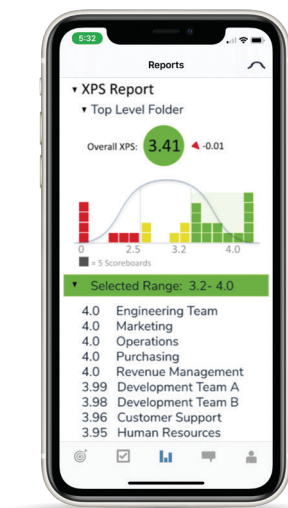 5:32
Reports
XPS Report
Top Level Folder
Overall XPS: 3.41 -0.01
0 2.5 3.2 4.0
= 5 Scoreboards
Selected Range: 3.2- 4.0
4.0 Engineering Team
4.0 Marketing
4.0 Operations
4.0 Purchasing
4.0 Revenue Management
3.99 Development Team A
3.98 Development Team B
3.96 Customer Support
3.95 Human Resources